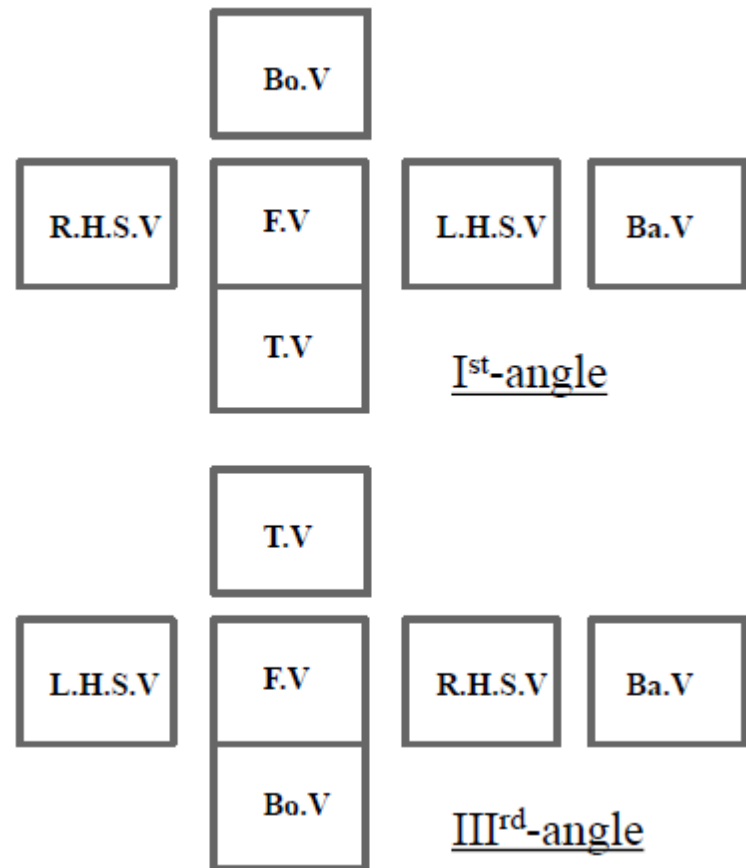 Bo.V
R.H.S.V F.V L.H.S.V Ba.V
T.V
Ist-angle
T.V
L.H.S.V F.V R.H.S.V Ba.V
Bo.V
IIIrd-angle